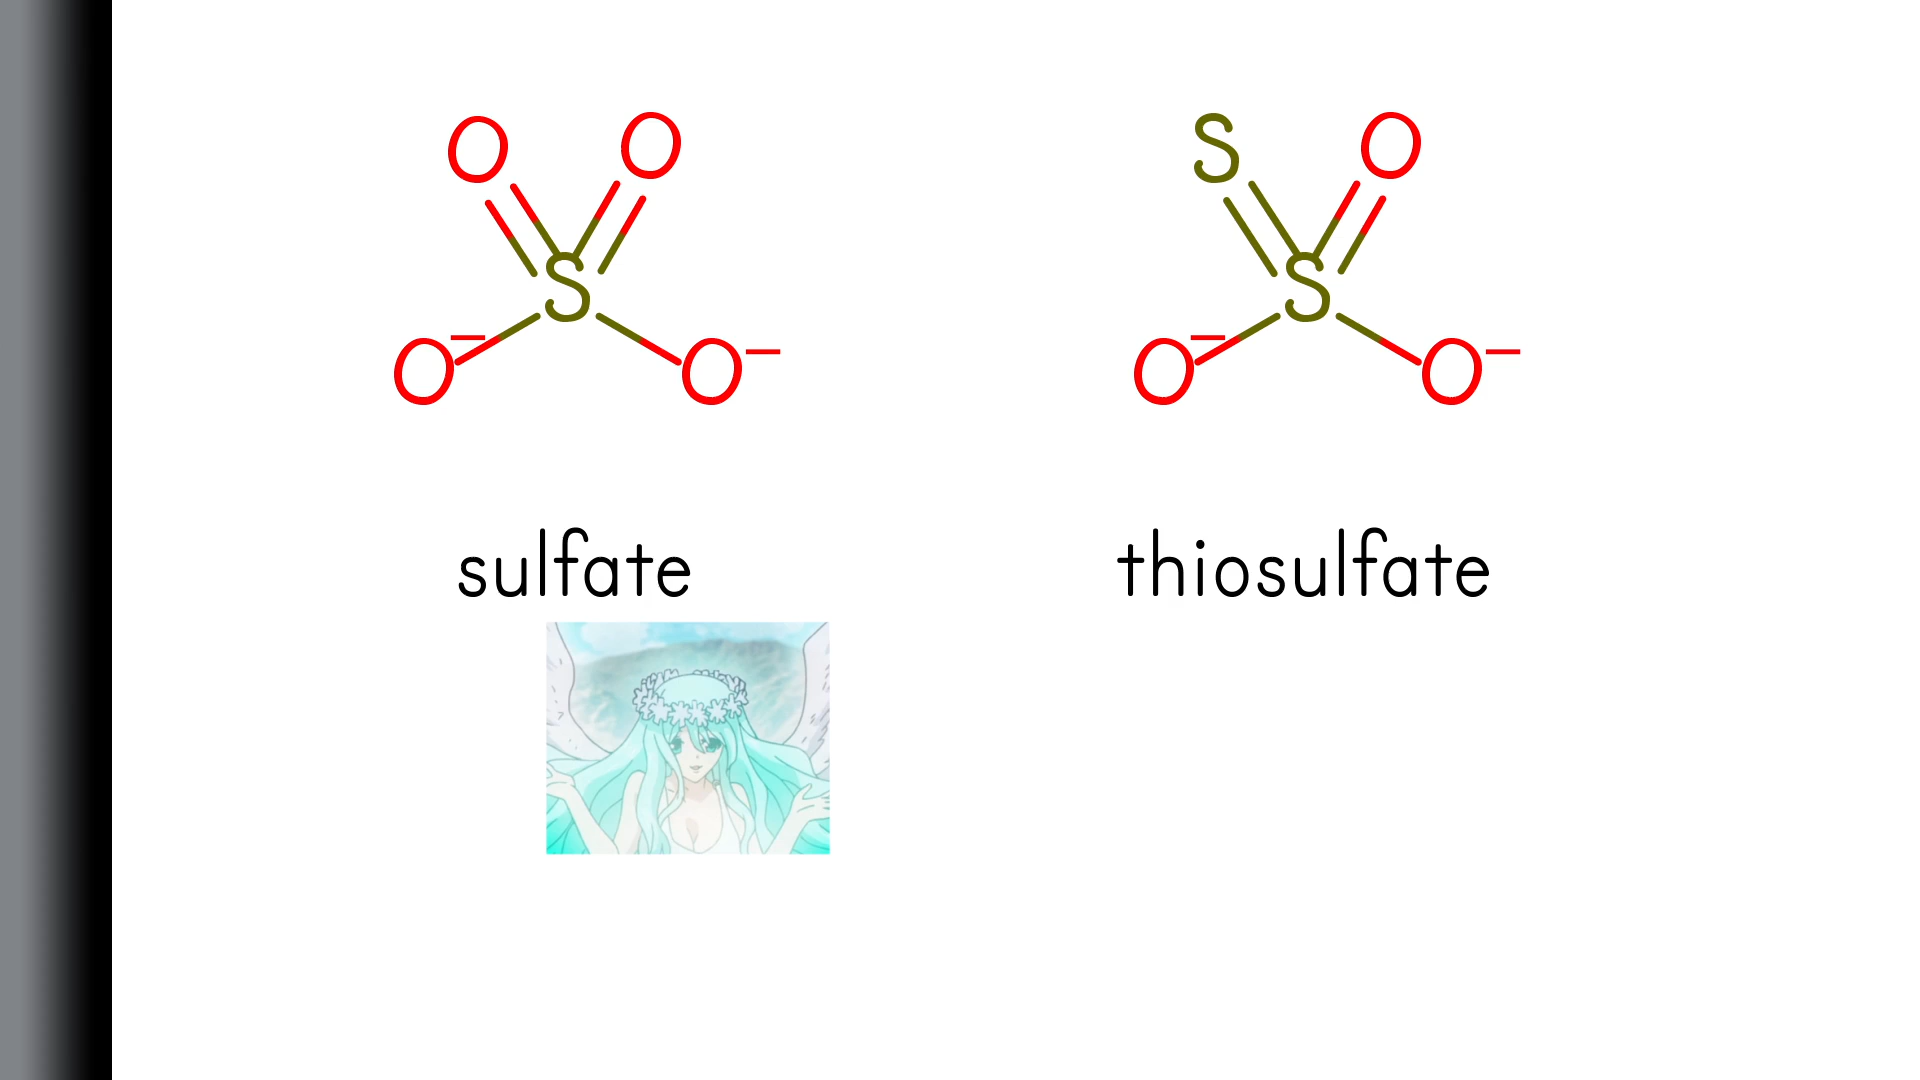 O O S O
S S
O⁻ O⁻ O⁻ O⁻
sulfate thiosulfate